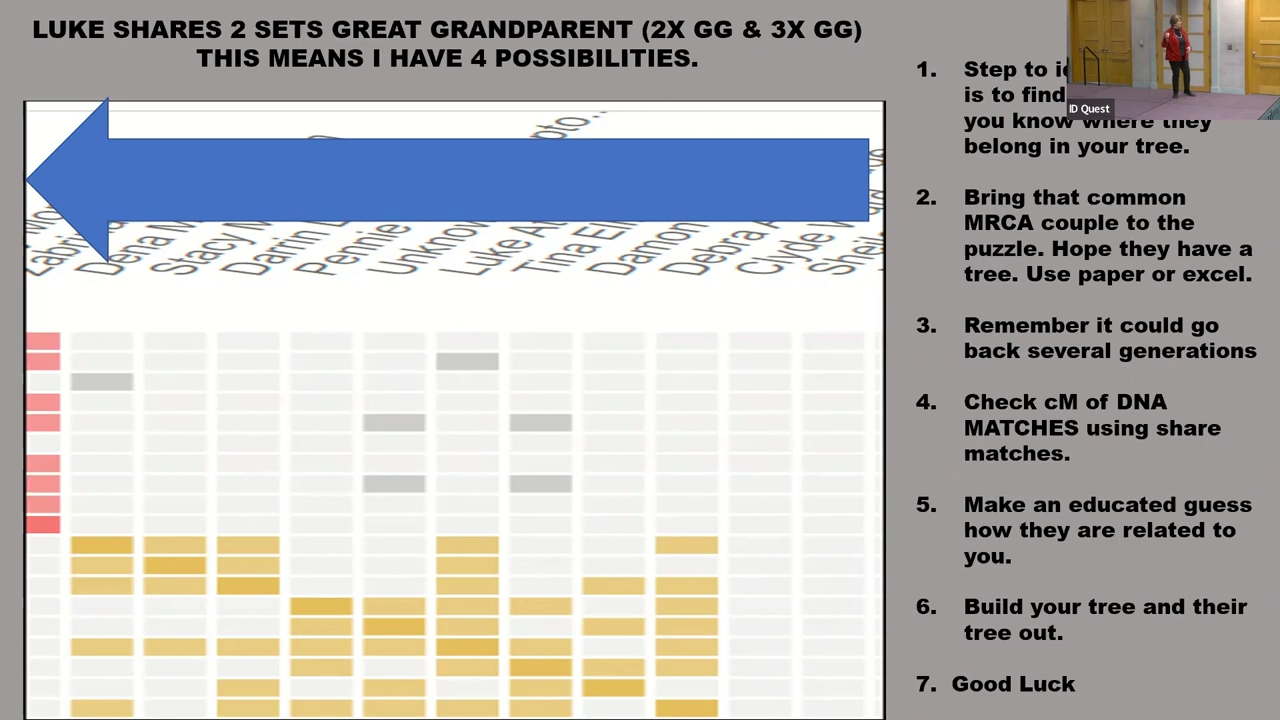 LUKE SHARES 2 SETS GREAT GRANDPARENT (2X GG & 3X GG)
THIS MEANS I HAVE 4 POSSIBILITIES.
Dena
Stacy
Darrin
Pennie
Luke
Tina
Damon
Debra
Clyde
1. Step to
is to find
you know where they
belong in your tree.
2. Bring that common
MRCA couple to the
puzzle. Hope they have a
tree. Use paper or excel.
3. Remember it could go
back several generations
4. Check cM of DNA
MATCHES using share
matches.
5. Make an educated guess
how they are related to
you.
6. Build your tree and their
tree out.
7. Good Luck
ID Quest